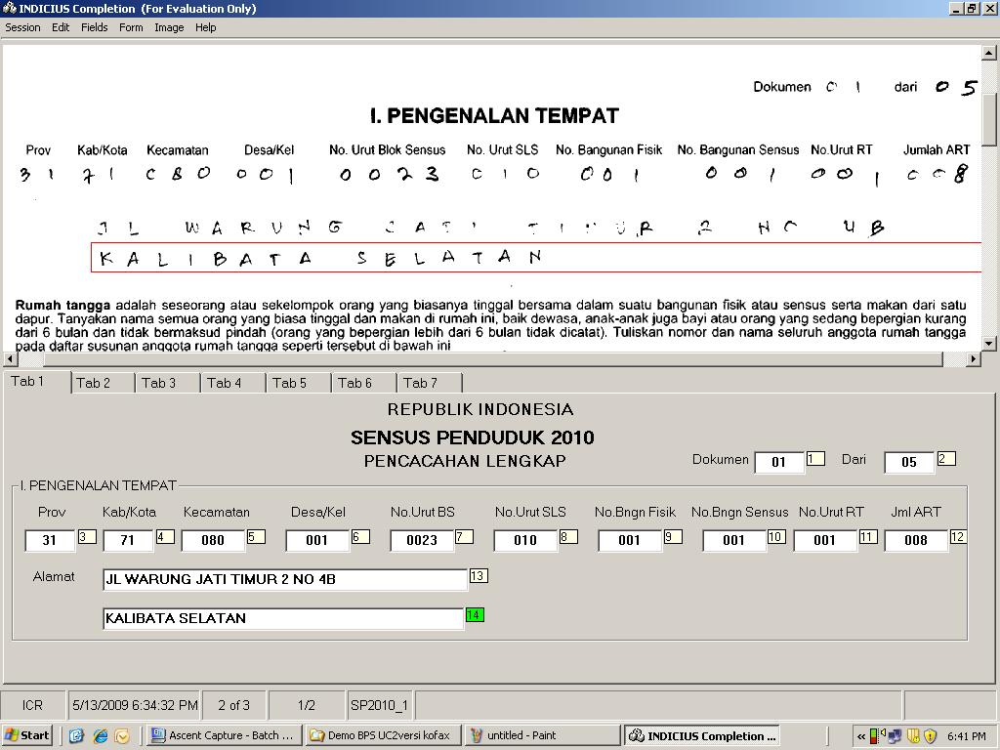 INDICIUS Completion (For Evaluation Only)
Session Edit Fields Form Image Help
Dokumen 0 1 dari 0 5
I. PENGENALAN TEMPAT
Prov Kab/Kota Kecamatan Desa/Kel No. Urut Blok Sensus No. Urut SLS No. Bangunan Fisik No. Bangunan Sensus No.Urut RT Jumlah ART
3 1 7 1 0 8 0 0 0 1 0 0 2 3 0 1 0 0 0 1 0 0 1 0 0 1 0 0 8
JL WARUNG JATI TIMUR 2 NO 4B
KALIBATA SELATAN
Rumah tangga adalah seseorang atau sekelompok orang yang biasanya tinggal bersama dalam suatu bangunan fisik atau sensus serta makan dari satu
dapur. Tanyakan nama semua orang yang biasa tinggal dan makan di rumah ini, baik dewasa, anak-anak juga bayi atau orang yang sedang bepergian kurang
dari 6 bulan dan tidak bermaksud pindah (orang yang bepergian lebih dari 6 bulan tidak dicatat). Tuliskan nomor dan nama seluruh anggota rumah tangga
pada daftar susunan anggota rumah tangga seperti tersebut di bawah ini
Tab 1 Tab 2 Tab 3 Tab 4 Tab 5 Tab 6 Tab 7
REPUBLIK INDONESIA
SENSUS PENDUDUK 2010
PENCACAHAN LENGKAP
Dokumen 01 1 Dari 05 2
I. PENGENALAN TEMPAT
Prov Kab/Kota Kecamatan Desa/Kel No.Urut BS No.Urut SLS No.Bngn Fisik No.Bngn Sensus No.Urut RT Jml ART
31 3 71 4 080 5 001 6 0023 7 010 8 001 9 001 10 001 11 008 12
Alamat JL WARUNG JATI TIMUR 2 NO 4B 13
KALIBATA SELATAN 14
ICR 5/13/2009 6:34:32 PM 2 of 3 1/2 SP2010_1
Start Ascent Capture - Batch ... Demo BPS UC2versi kofax untitled - Paint INDICIUS Completion ... « 6:41 PM